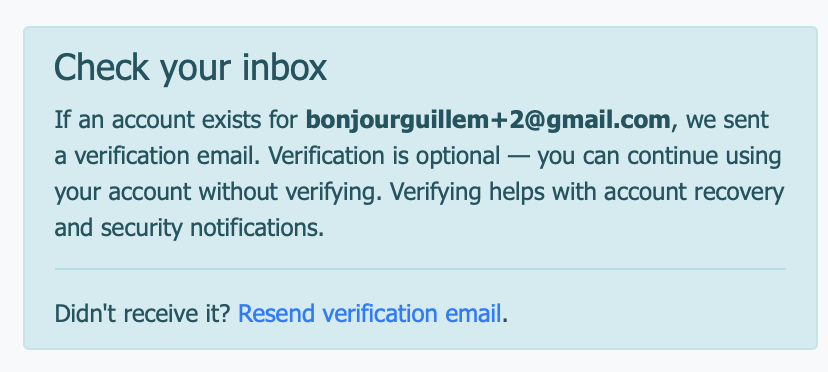 Check your inbox
If an account exists for bonjourguillem+2@gmail.com, we sent
a verification email. Verification is optional — you can continue using
your account without verifying. Verifying helps with account recovery
and security notifications.
Didn't receive it? Resend verification email.